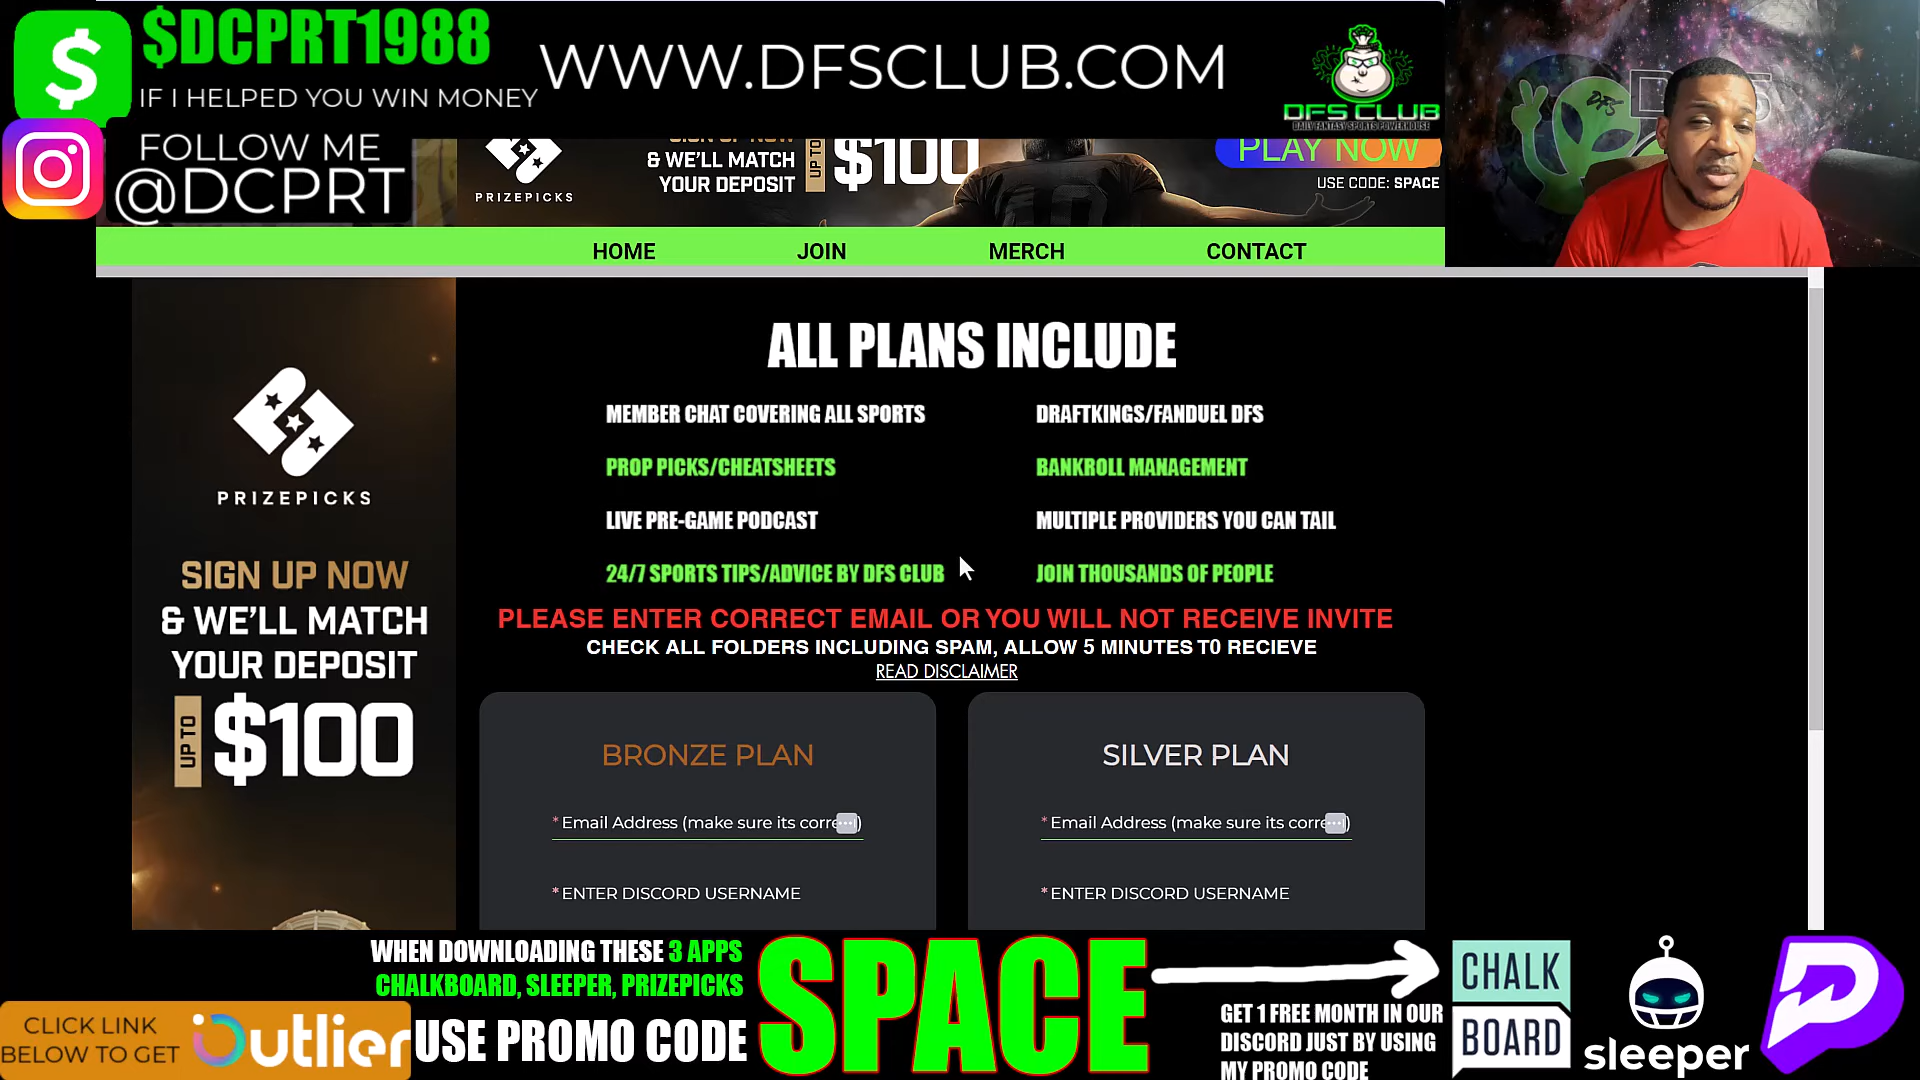 $DCPRT1988
IF I HELPED YOU WIN MONEY
WWW.DFSCLUB.COM
DFS CLUB
DAILY FANTASY SPORTS POWERHOUSE
FOLLOW ME
@DCPRT
PRIZEPICKS
& WE'LL MATCH
YOUR DEPOSIT
UP TO
$100
PLAY NOW
USE CODE: SPACE
HOME
JOIN
MERCH
CONTACT
PRIZEPICKS
SIGN UP NOW
& WE'LL MATCH
YOUR DEPOSIT
UP TO
$100
ALL PLANS INCLUDE
MEMBER CHAT COVERING ALL SPORTS
DRAFTKINGS/FANDUEL DFS
PROP PICKS/CHEATSHEETS
BANKROLL MANAGEMENT
LIVE PRE-GAME PODCAST
MULTIPLE PROVIDERS YOU CAN TAIL
24/7 SPORTS TIPS/ADVICE BY DFS CLUB
JOIN THOUSANDS OF PEOPLE
PLEASE ENTER CORRECT EMAIL OR YOU WILL NOT RECEIVE INVITE
CHECK ALL FOLDERS INCLUDING SPAM, ALLOW 5 MINUTES T0 RECIEVE
READ DISCLAIMER
BRONZE PLAN
* Email Address (make sure its corre
* ENTER DISCORD USERNAME
SILVER PLAN
* Email Address (make sure its corre
* ENTER DISCORD USERNAME
WHEN DOWNLOADING THESE 3 APPS
CHALKBOARD, SLEEPER, PRIZEPICKS
USE PROMO CODE
SPACE
CLICK LINK
BELOW TO GET
Outlier
GET 1 FREE MONTH IN OUR
DISCORD JUST BY USING
MY PROMO CODE
CHALK
BOARD
sleeper